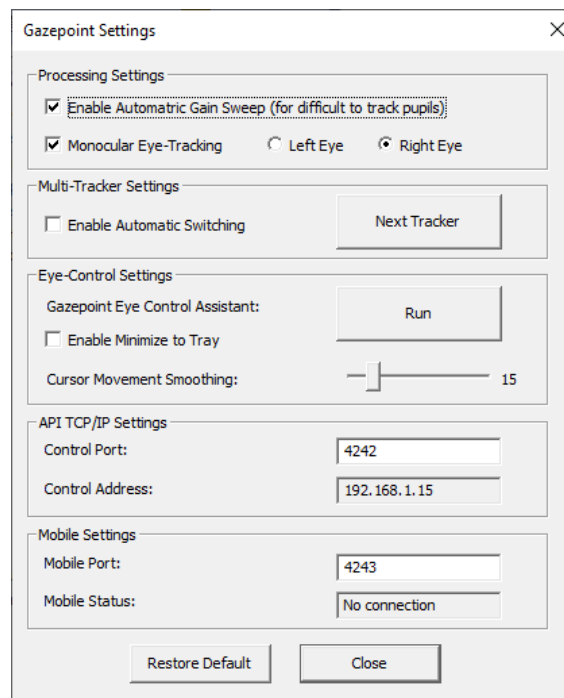 Gazepoint Settings
Processing Settings
Enable Automatric Gain Sweep (for difficult to track pupils)
Monocular Eye-Tracking Left Eye Right Eye
Multi-Tracker Settings
Enable Automatic Switching Next Tracker
Eye-Control Settings
Gazepoint Eye Control Assistant: Run
Enable Minimize to Tray
Cursor Movement Smoothing: 15
API TCP/IP Settings
Control Port: 4242
Control Address: 192.168.1.15
Mobile Settings
Mobile Port: 4243
Mobile Status: No connection
Restore Default Close